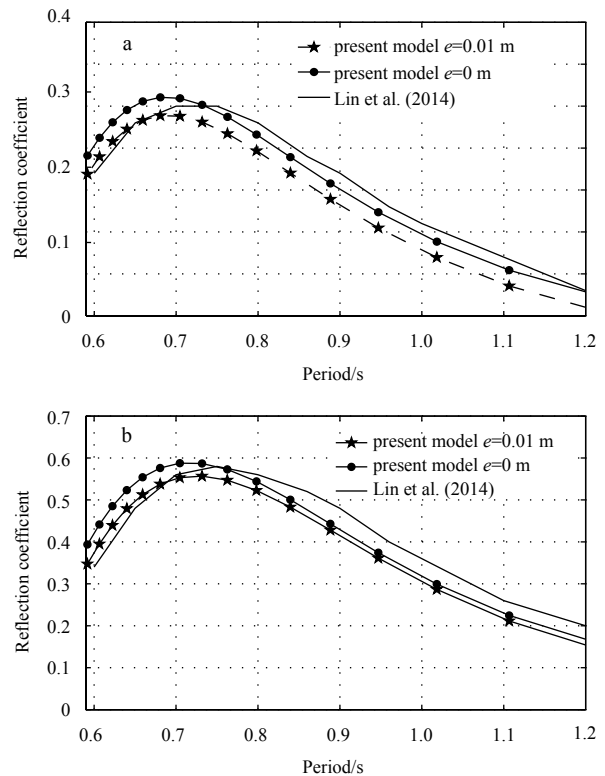 0.4
a
present model e=0.01 m
present model e=0 m
Lin et al. (2014)
0.3
0.2
0.1
0
Reflection coefficient
0.6 0.7 0.8 0.9 1.0 1.1 1.2
Period/s
0.7
b
present model e=0.01 m
present model e=0 m
Lin et al. (2014)
0.6
0.5
0.4
0.3
0.2
0.1
0
Reflection coefficient
0.6 0.7 0.8 0.9 1.0 1.1 1.2
Period/s